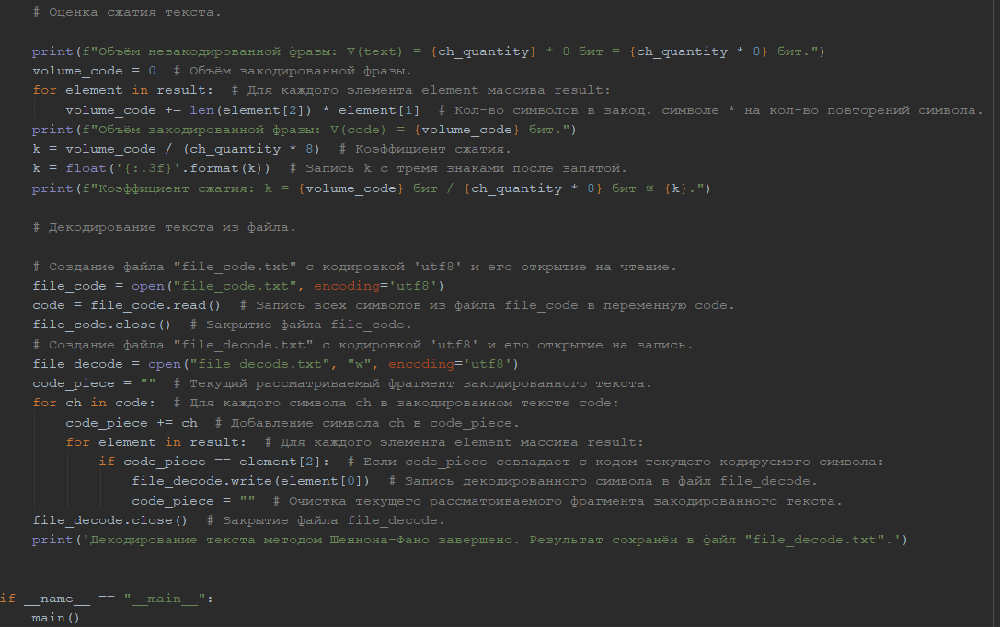 # Оценка сжатия текста.
print(f"Объём незакодированной фразы: V(text) = {ch_quantity} * 8 бит = {ch_quantity * 8} бит.")
volume_code = 0  # Объём закодированной фразы.
for element in result:  # Для каждого элемента element массива result:
volume_code += len(element[2]) * element[1]  # Кол-во символов в закод. символе * на кол-во повторений символа.
print(f"Объём закодированной фразы: V(code) = {volume_code} бит.")
k = volume_code / (ch_quantity * 8)  # Коэффициент сжатия.
k = float('{:.3f}'.format(k))  # Запись k с тремя знаками после запятой.
print(f"Коэффициент сжатия: k = {volume_code} бит / {ch_quantity * 8} бит ≅ {k}.")
# Декодирование текста из файла.
# Создание файла "file_code.txt" с кодировкой 'utf8' и его открытие на чтение.
file_code = open("file_code.txt", encoding='utf8')
code = file_code.read()  # Запись всех символов из файла file_code в переменную code.
file_code.close()  # Закрытие файла file_code.
# Создание файла "file_decode.txt" с кодировкой 'utf8' и его открытие на запись.
file_decode = open("file_decode.txt", "w", encoding='utf8')
code_piece = ""  # Текущий рассматриваемый фрагмент закодированного текста.
for ch in code:  # Для каждого символа ch в закодированном тексте code:
code_piece += ch  # Добавление символа ch в code_piece.
for element in result:  # Для каждого элемента element массива result:
if code_piece == element[2]:  # Если code_piece совпадает с кодом текущего кодируемого символа:
file_decode.write(element[0])  # Запись декодированного символа в файл file_decode.
code_piece = ""  # Очистка текущего рассматриваемого фрагмента закодированного текста.
file_decode.close()  # Закрытие файла file_decode.
print('Декодирование текста методом Шеннона-Фано завершено. Результат сохранён в файл "file_decode.txt".')
if __name__ == "__main__":
main()